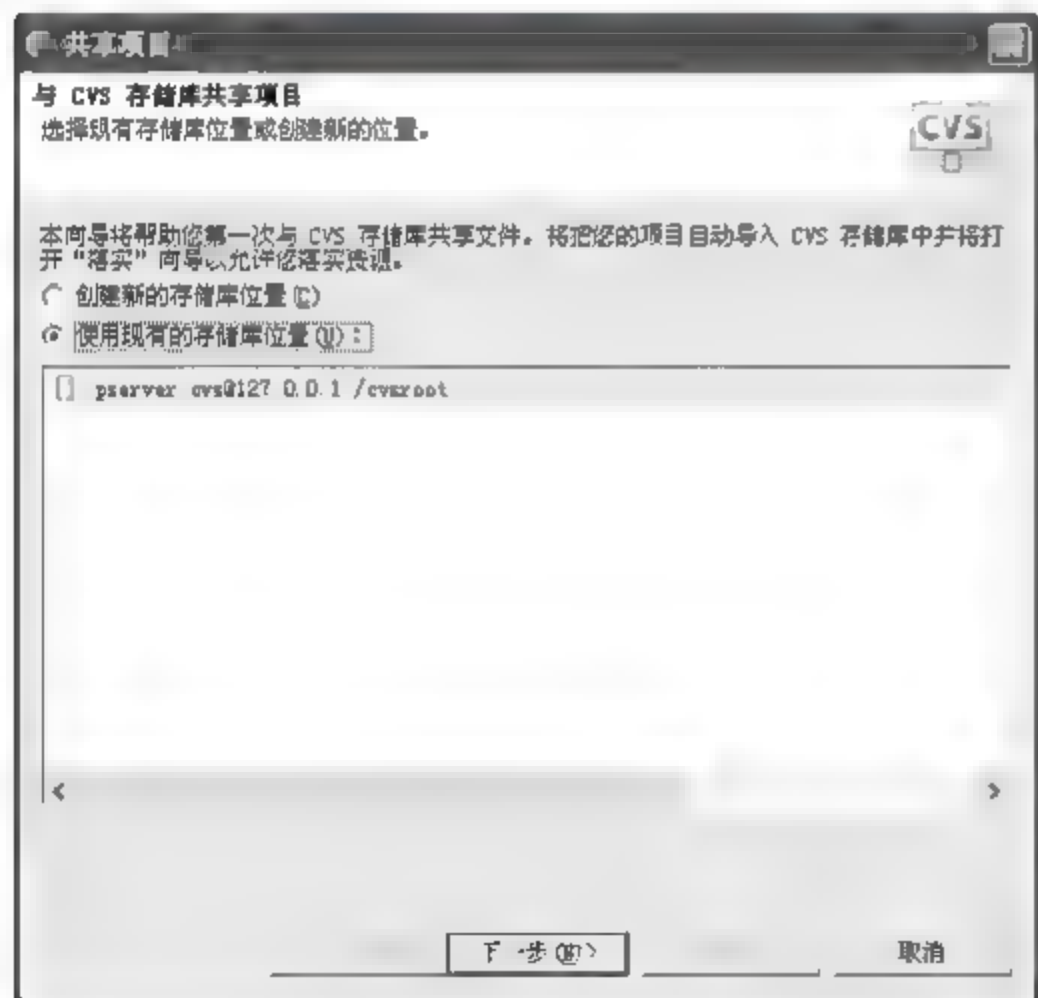 共享项目
与 CVS 存储库共享项目
选择现有存储库位置或创建新的位置。
CVS
本向导将帮助您第一次与 CVS 存储库共享文件。将把您的项目自动导入 CVS 存储库中并将打
开“落实”向导以允许您落实资源。
创建新的存储库位置(C)
使用现有的存储库位置(U):
pserver cvs@127.0.0.1 /cvsroot
下一步(N)>
取消